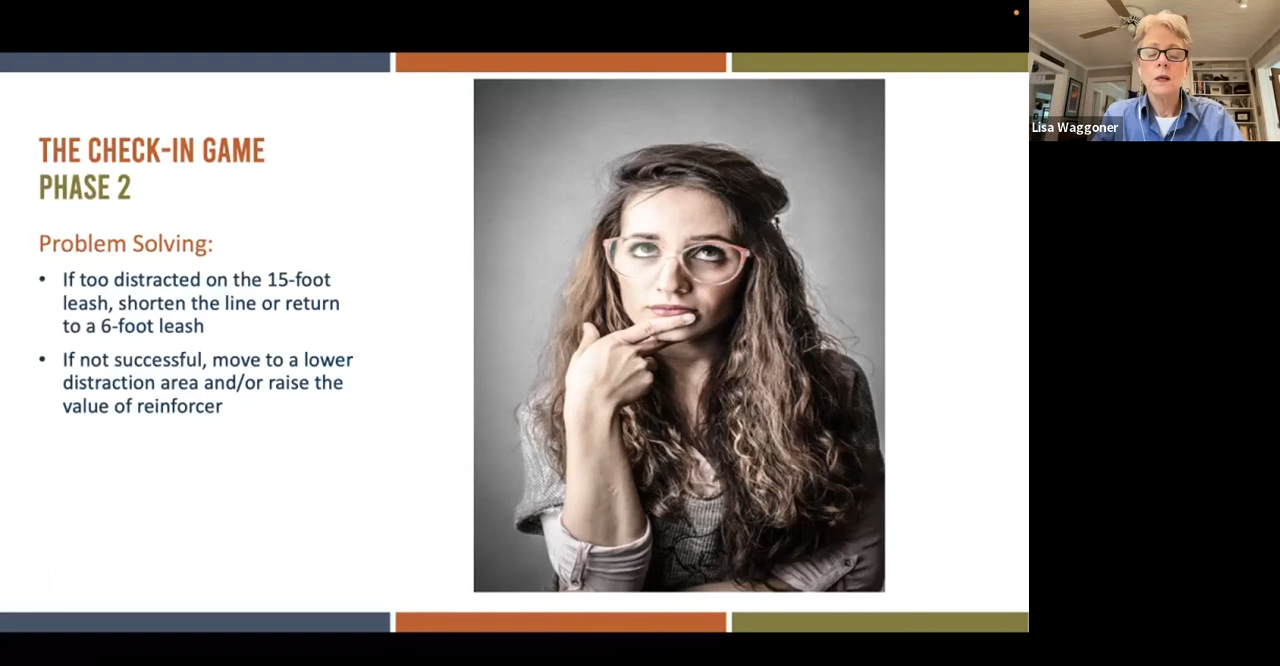 THE CHECK-IN GAME
PHASE 2
Problem Solving:
• If too distracted on the 15-foot
leash, shorten the line or return
to a 6-foot leash
• If not successful, move to a lower
distraction area and/or raise the
value of reinforcer
Lisa Waggoner